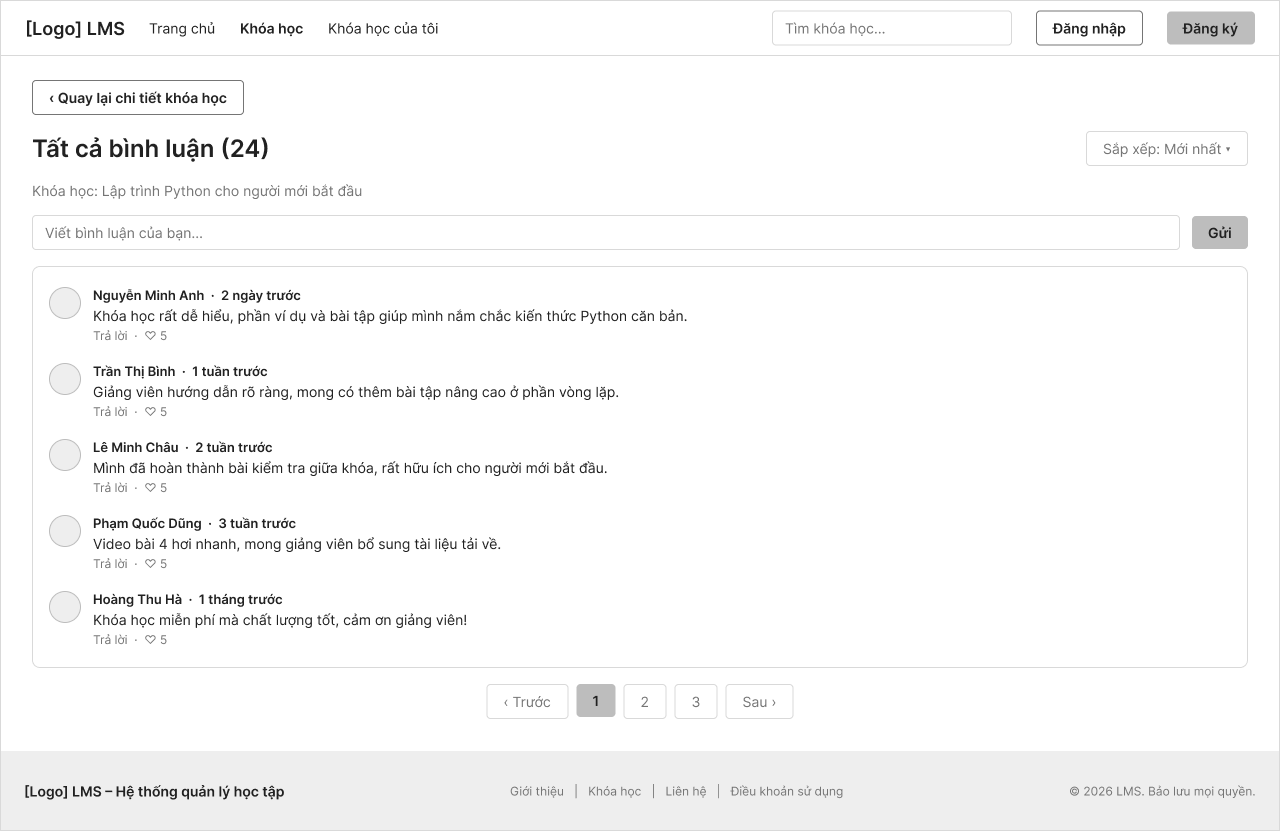 [Logo] LMS Trang chủ Khóa học Khóa học của tôi Tìm khóa học... Đăng nhập Đăng ký
‹ Quay lại chi tiết khóa học
Tất cả bình luận (24) Sắp xếp: Mới nhất ▾
Khóa học: Lập trình Python cho người mới bắt đầu
Viết bình luận của bạn... Gửi
Nguyễn Minh Anh · 2 ngày trước
Khóa học rất dễ hiểu, phần ví dụ và bài tập giúp mình nắm chắc kiến thức Python căn bản.
Trả lời · ♡ 5
Trần Thị Bình · 1 tuần trước
Giảng viên hướng dẫn rõ ràng, mong có thêm bài tập nâng cao ở phần vòng lặp.
Trả lời · ♡ 5
Lê Minh Châu · 2 tuần trước
Mình đã hoàn thành bài kiểm tra giữa khóa, rất hữu ích cho người mới bắt đầu.
Trả lời · ♡ 5
Phạm Quốc Dũng · 3 tuần trước
Video bài 4 hơi nhanh, mong giảng viên bổ sung tài liệu tải về.
Trả lời · ♡ 5
Hoàng Thu Hà · 1 tháng trước
Khóa học miễn phí mà chất lượng tốt, cảm ơn giảng viên!
Trả lời · ♡ 5
‹ Trước 1 2 3 Sau ›
[Logo] LMS – Hệ thống quản lý học tập Giới thiệu | Khóa học | Liên hệ | Điều khoản sử dụng © 2026 LMS. Bảo lưu mọi quyền.